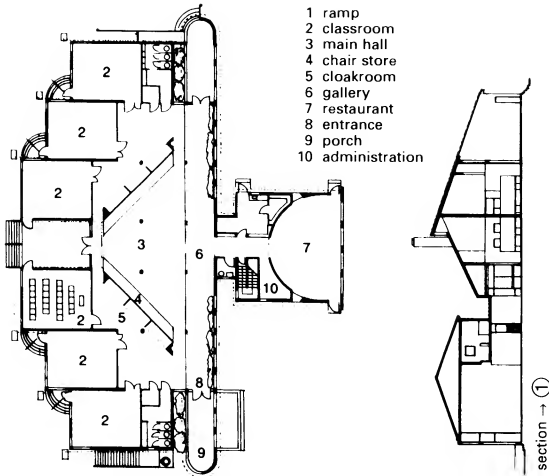 1 ramp
2 classroom
3 main hall
4 chair store
5 cloakroom
6 gallery
7 restaurant
8 entrance
9 porch
10 administration
2
2
2
3
6
7
10
4
2
5
2
8
2
9
section → 1